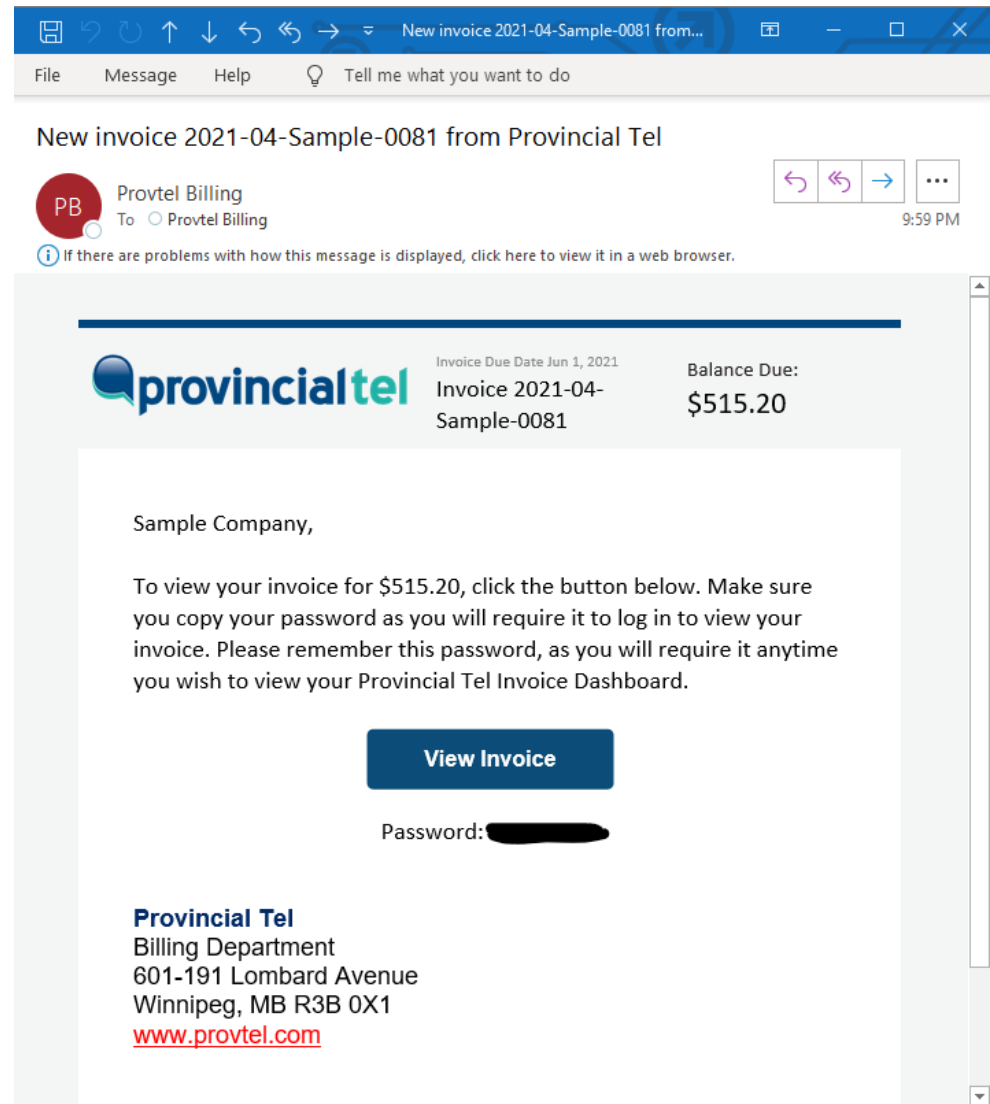 New invoice 2021-04-Sample-0081 from...
File Message Help Tell me what you want to do
New invoice 2021-04-Sample-0081 from Provincial Tel
PB
Provtel Billing
To Provtel Billing
9:59 PM
i If there are problems with how this message is displayed, click here to view it in a web browser.
provincialtel
Invoice Due Date Jun 1, 2021
Invoice 2021-04-
Sample-0081
Balance Due:
$515.20
Sample Company,
To view your invoice for $515.20, click the button below. Make sure
you copy your password as you will require it to log in to view your
invoice. Please remember this password, as you will require it anytime
you wish to view your Provincial Tel Invoice Dashboard.
View Invoice
Password:
Provincial Tel
Billing Department
601-191 Lombard Avenue
Winnipeg, MB R3B 0X1
www.provtel.com